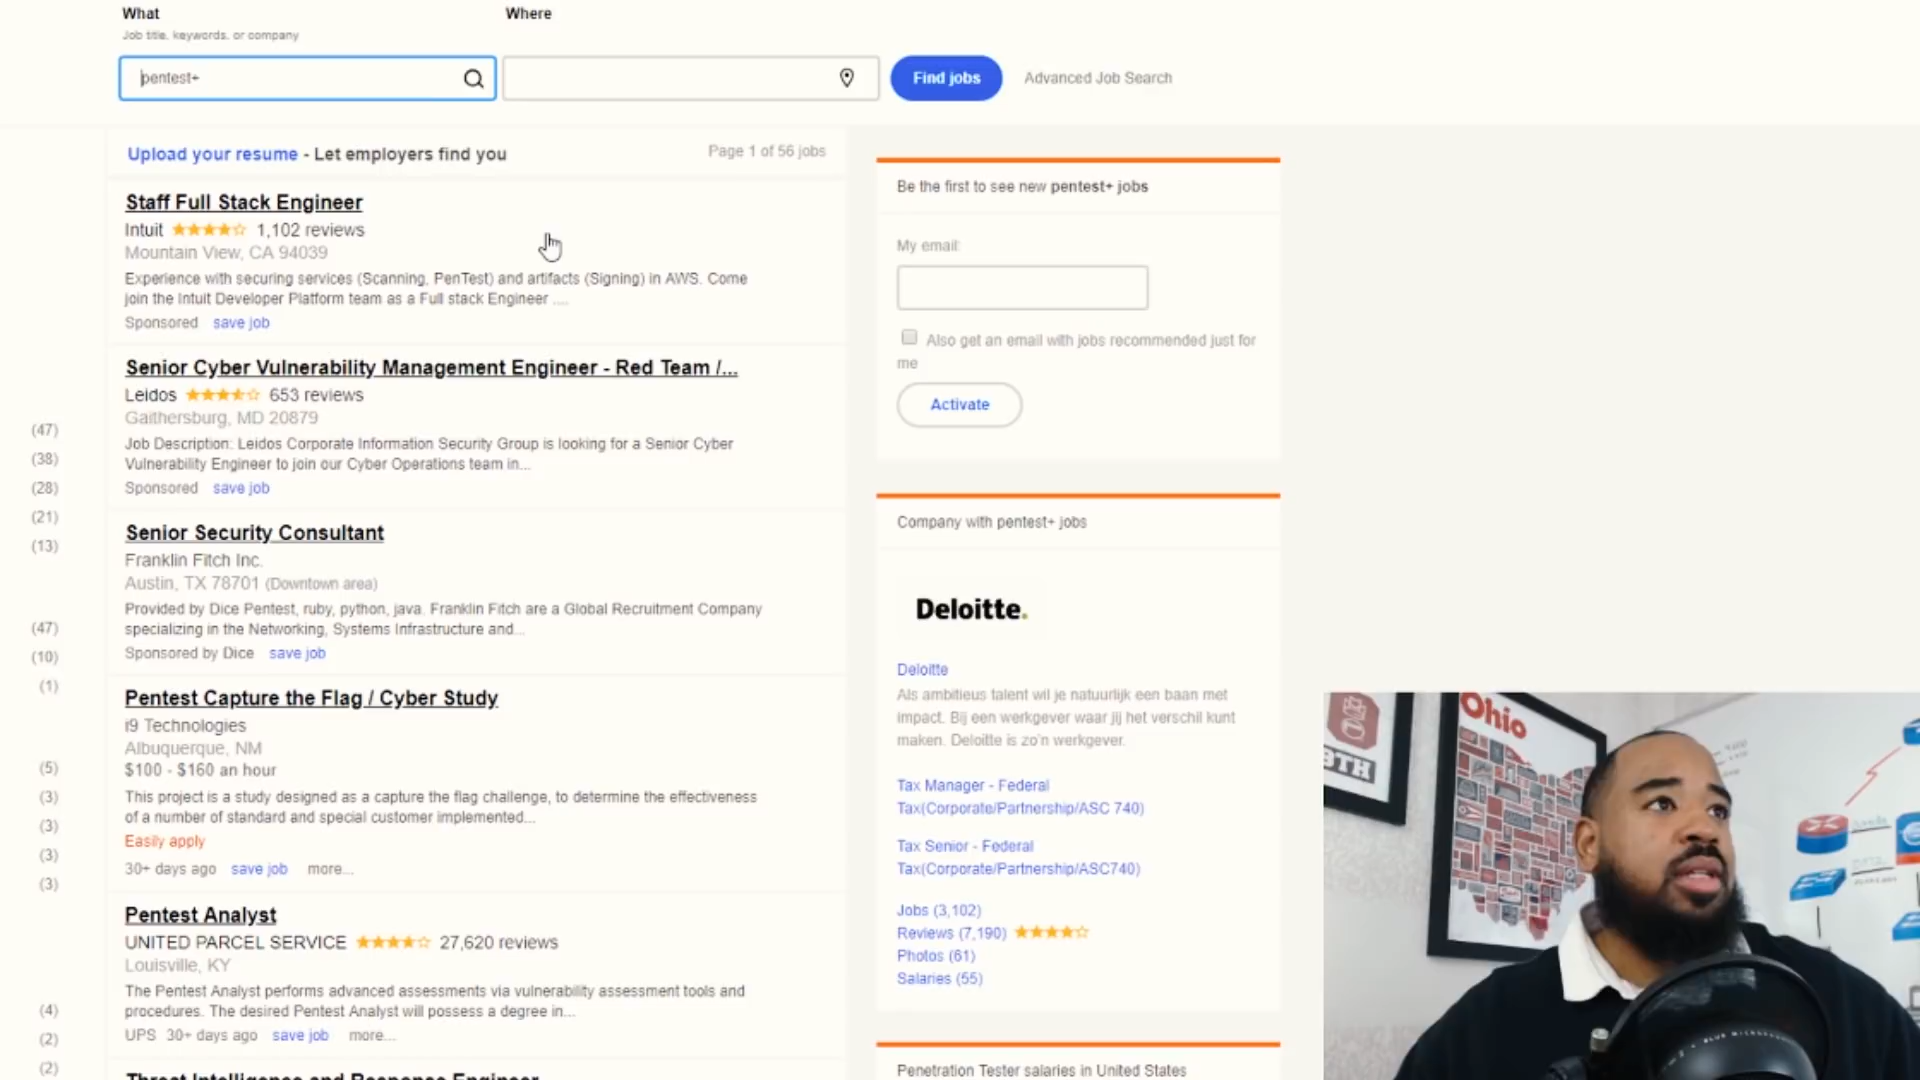 What
Where
Job title, keywords, or company
pentest+
Find jobs
Advanced Job Search
Upload your resume - Let employers find you
Page 1 of 56 jobs
Staff Full Stack Engineer
Intuit 1,102 reviews
Mountain View, CA 94039
Experience with securing services (Scanning, PenTest) and artifacts (Signing) in AWS. Come
join the Intuit Developer Platform team as a Full stack Engineer ....
Sponsored save job
Senior Cyber Vulnerability Management Engineer - Red Team /...
Leidos 653 reviews
Gaithersburg, MD 20879
Job Description: Leidos Corporate Information Security Group is looking for a Senior Cyber
Vulnerability Engineer to join our Cyber Operations team in...
Sponsored save job
Senior Security Consultant
Franklin Fitch Inc.
Austin, TX 78701 (Downtown area)
Provided by Dice Pentest, ruby, python, java. Franklin Fitch are a Global Recruitment Company
specializing in the Networking, Systems Infrastructure and...
Sponsored by Dice save job
Pentest Capture the Flag / Cyber Study
i9 Technologies
Albuquerque, NM
$100 - $160 an hour
This project is a study designed as a capture the flag challenge, to determine the effectiveness
of a number of standard and special customer implemented...
Easily apply
30+ days ago save job more...
Pentest Analyst
UNITED PARCEL SERVICE 27,620 reviews
Louisville, KY
The Pentest Analyst performs advanced assessments via vulnerability assessment tools and
procedures. The desired Pentest Analyst will possess a degree in...
UPS 30+ days ago save job more...
Threat Intelligence and Response Engineer
(47)
(38)
(28)
(21)
(13)
(47)
(10)
(1)
(5)
(3)
(3)
(3)
(3)
(4)
(2)
(2)
Be the first to see new pentest+ jobs
My email:
Also get an email with jobs recommended just for
me
Activate
Company with pentest+ jobs
Deloitte.
Deloitte
Als ambitieus talent wil je natuurlijk een baan met
impact. Bij een werkgever waar jij het verschil kunt
maken. Deloitte is zo'n werkgever.
Tax Manager - Federal
Tax(Corporate/Partnership/ASC 740)
Tax Senior - Federal
Tax(Corporate/Partnership/ASC740)
Jobs (3,102)
Reviews (7,190)
Photos (61)
Salaries (55)
Penetration Tester salaries in United States
Ohio